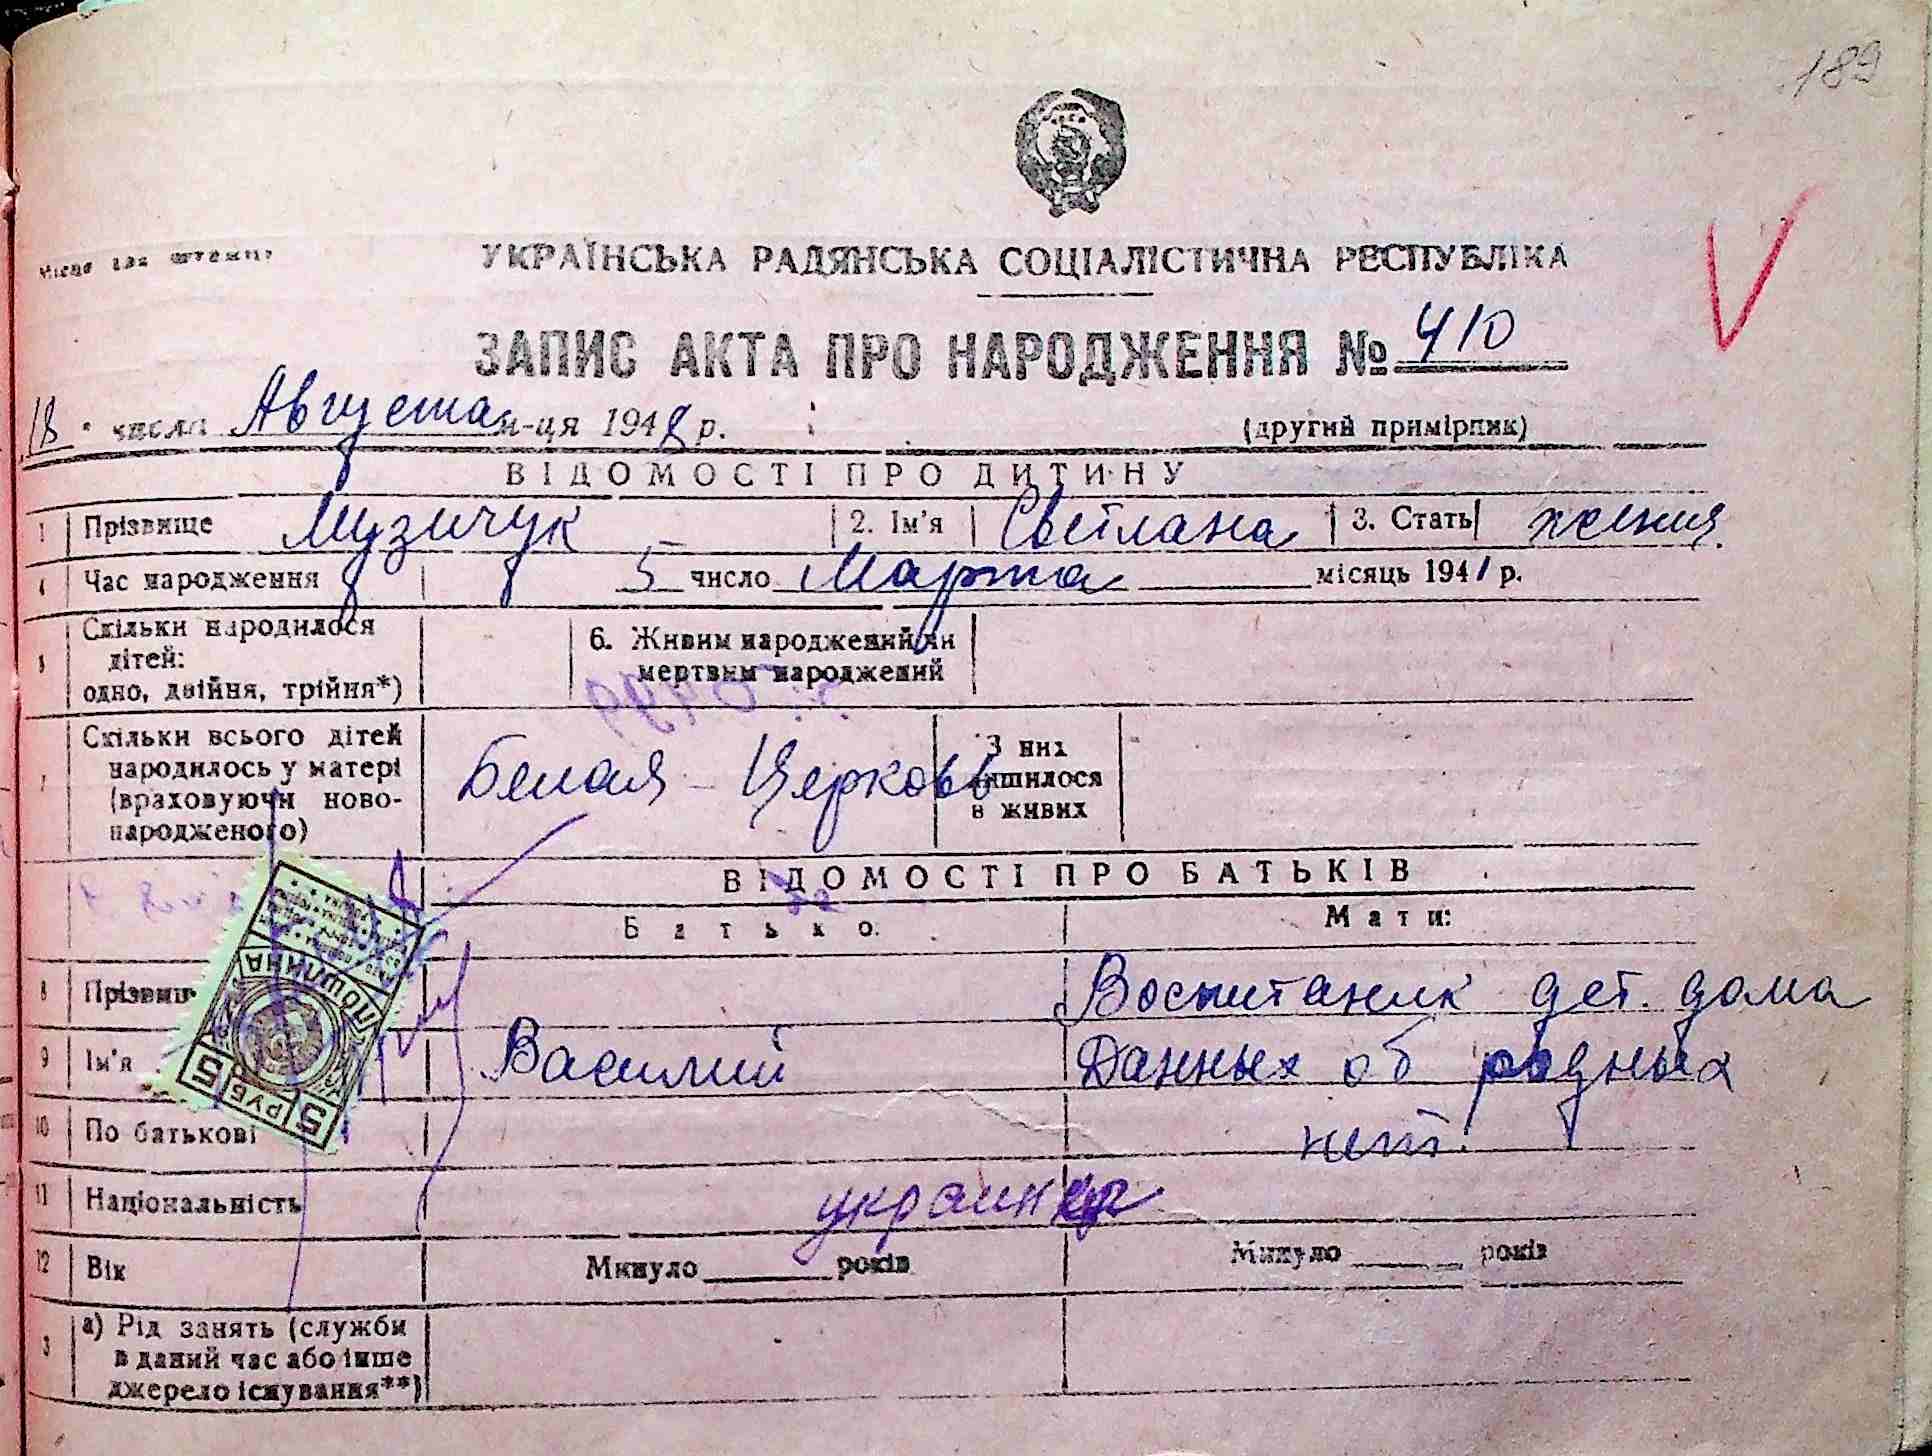 189
УКРАЇНСЬКА РАДЯНСЬКА СОЦІАЛІСТИЧНА РЕСПУБЛІКА
ЗАПИС АКТА ПРО НАРОДЖЕННЯ № 410
18 числа Августа м-ця 1948 р. (другий примірник)
ВІДОМОСТІ ПРО ДИТИНУ
1 Прізвище Музичук 2. Ім'я Светлана 3. Стать женск.
4 Час народження 5 число Марта місяць 1941 р.
5 Скільки народилося дітей: одно, двійня, трійня*) 6. Живим народжений чи мертвим народжений
7 Скільки всього дітей народилось у матері (враховуючи новонародженого) Белая-Церковь З них лишилося в живих
ВІДОМОСТІ ПРО БАТЬКІВ
Батько: Мати:
8 Прізвищ Воспитаник дет. дома
9 Ім'я Василий Данных об родных
10 По батькові нет.
11 Національність украинка
12 Вік Минуло ______ років Минуло ______ років
3 а) Рід занять (служби в даний час або інше джерело існування**)
ПОШЛИНА
5 РУБ 5